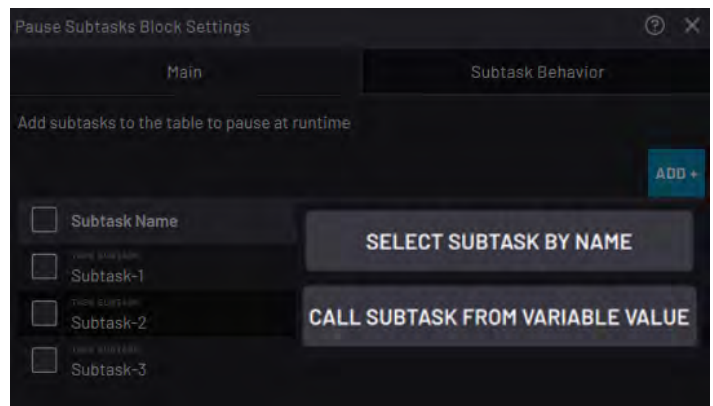 Pause Subtasks Block Settings
Main
Subtask Behavior
Add subtasks to the table to pause at runtime
ADD +
Subtask Name
SELECT SUBTASK BY NAME
Subtask-1
CALL SUBTASK FROM VARIABLE VALUE
Subtask-2
Subtask-3